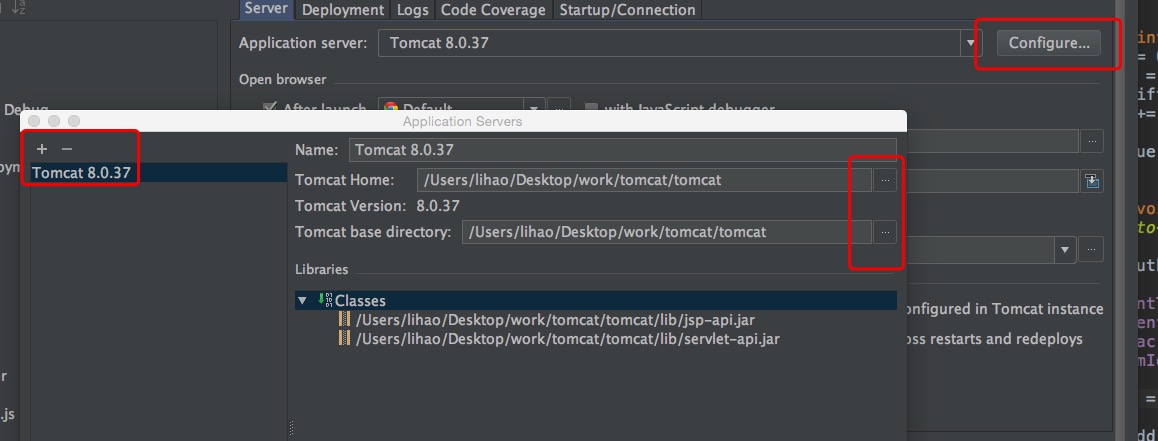 Server Deployment Logs Code Coverage Startup/Connection
Application server: Tomcat 8.0.37 Configure...
Open browser
After launch Default ... with JavaScript debugger
Debug
Application Servers
+ −
Tomcat 8.0.37
Name: Tomcat 8.0.37
Tomcat Home: /Users/lihao/Desktop/work/tomcat/tomcat ...
Tomcat Version: 8.0.37
Tomcat base directory: /Users/lihao/Desktop/work/tomcat/tomcat ...
Libraries
Classes
/Users/lihao/Desktop/work/tomcat/tomcat/lib/jsp-api.jar
/Users/lihao/Desktop/work/tomcat/tomcat/lib/servlet-api.jar
onfigured in Tomcat instance
oss restarts and redeploys
.js